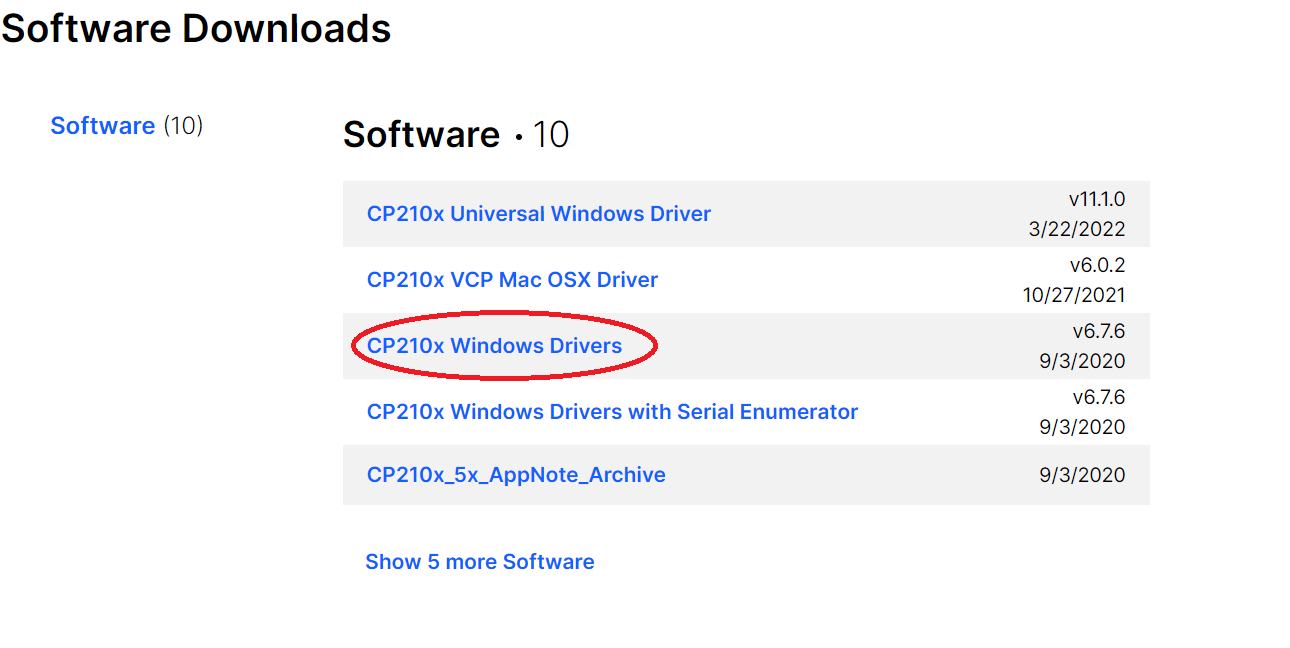 Software Downloads
Software (10)
Software · 10
CP210x Universal Windows Driver
v11.1.0
3/22/2022
CP210x VCP Mac OSX Driver
v6.0.2
10/27/2021
CP210x Windows Drivers
v6.7.6
9/3/2020
CP210x Windows Drivers with Serial Enumerator
v6.7.6
9/3/2020
CP210x_5x_AppNote_Archive
9/3/2020
Show 5 more Software